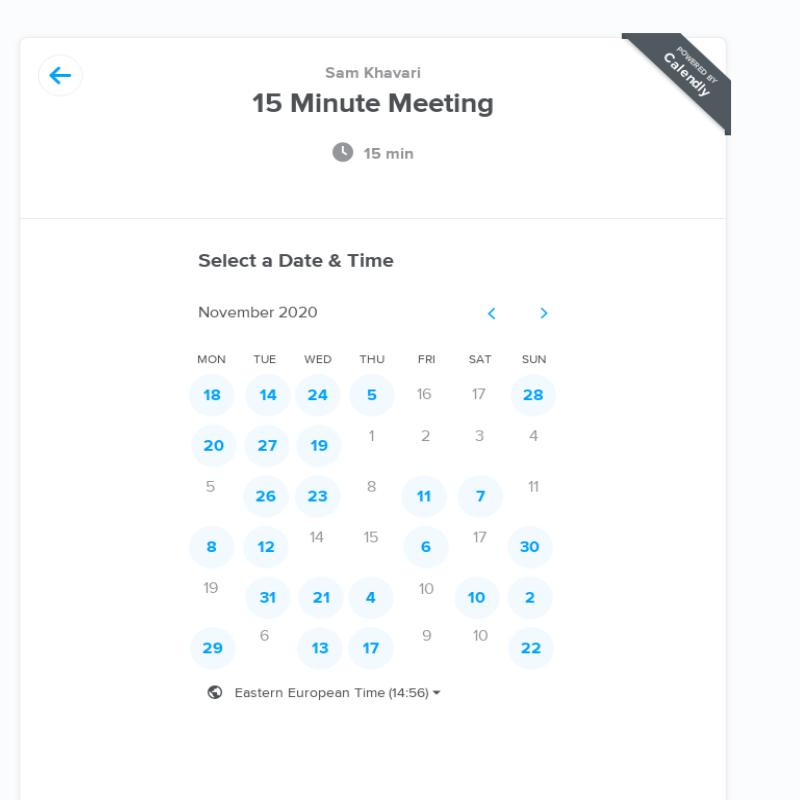 Sam Khavari
POWERED BY
Calendly
15 Minute Meeting
15 min
Select a Date & Time
November 2020
MON TUE WED THU FRI SAT SUN
18 14 24 5 16 17 28
20 27 19 1 2 3 4
5 26 23 8 11 7 11
8 12 14 15 6 17 30
19 31 21 4 10 10 2
29 6 13 17 9 10 22
Eastern European Time (14:56)